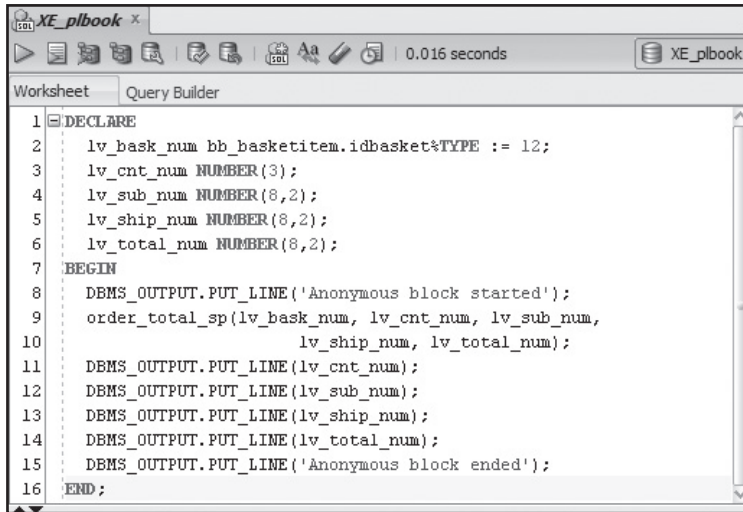 SQL XE_plbook ×
SQL Aa 0.016 seconds XE_plbook
Worksheet Query Builder
1 DECLARE
2 lv_bask_num bb_basketitem.idbasket%TYPE := 12;
3 lv_cnt_num NUMBER(3);
4 lv_sub_num NUMBER(8,2);
5 lv_ship_num NUMBER(8,2);
6 lv_total_num NUMBER(8,2);
7 BEGIN
8 DBMS_OUTPUT.PUT_LINE('Anonymous block started');
9 order_total_sp(lv_bask_num, lv_cnt_num, lv_sub_num,
10 lv_ship_num, lv_total_num);
11 DBMS_OUTPUT.PUT_LINE(lv_cnt_num);
12 DBMS_OUTPUT.PUT_LINE(lv_sub_num);
13 DBMS_OUTPUT.PUT_LINE(lv_ship_num);
14 DBMS_OUTPUT.PUT_LINE(lv_total_num);
15 DBMS_OUTPUT.PUT_LINE('Anonymous block ended');
16 END;